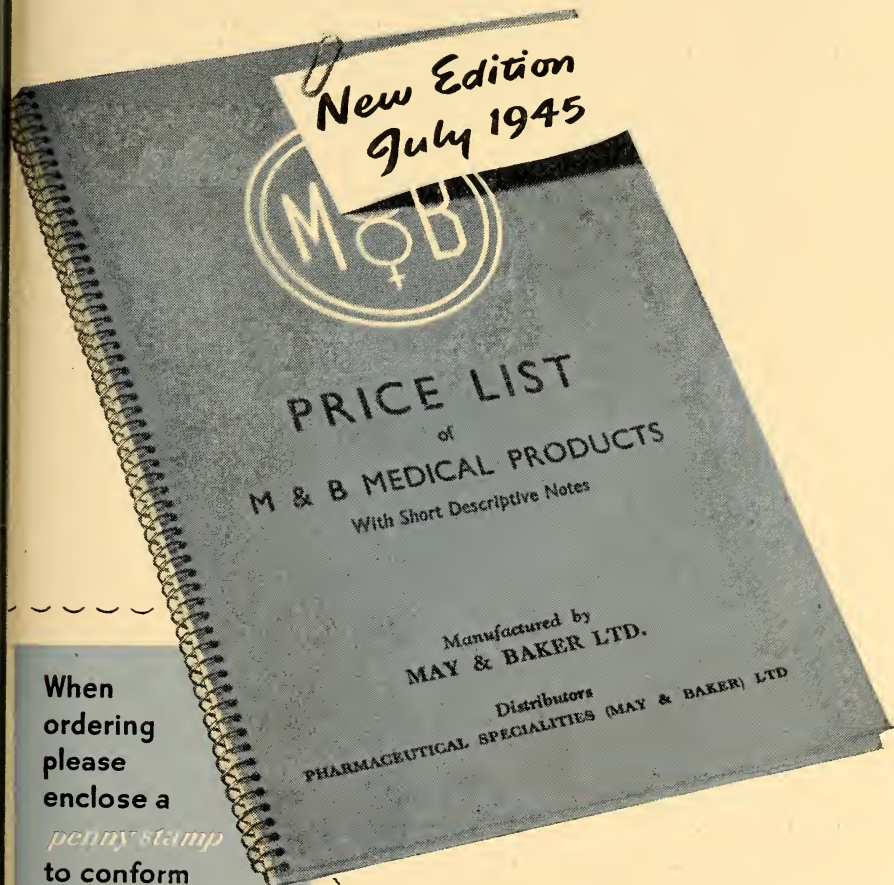 New Edition
July 1945
M B
PRICE LIST
of
M & B MEDICAL PRODUCTS
With Short Descriptive Notes
Manufactured by
MAY & BAKER LTD.
Distributors
PHARMACEUTICAL SPECIALITIES (MAY & BAKER) LTD
When
ordering
please
enclose a
penny stamp
to conform